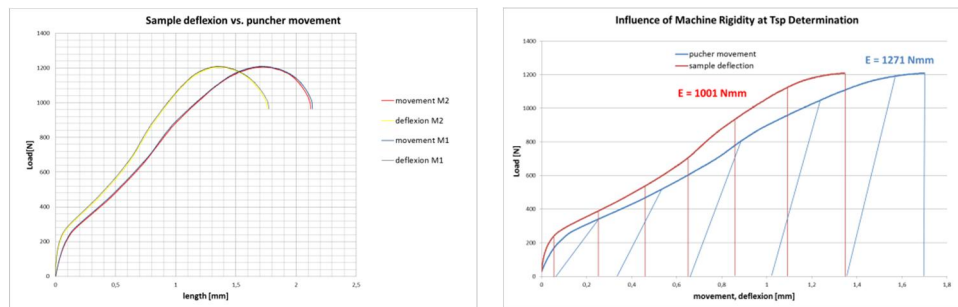 Sample deflexion vs. puncher movement
1400
1200
1000
800
600
400
200
0
Load[N]
0
0,5
1
1,5
2
2,5
length [mm]
movement M2
deflexion M2
movement M1
deflexion M1
Influence of Machine Rigidity at Tsp Determination
1400
1200
1000
800
600
400
200
0
Load [N]
pucher movement
sample deflection
E = 1271 Nmm
E = 1001 Nmm
0
0,2
0,4
0,6
0,8
1
1,2
1,4
1,6
1,8
movement, deflexion [mm]